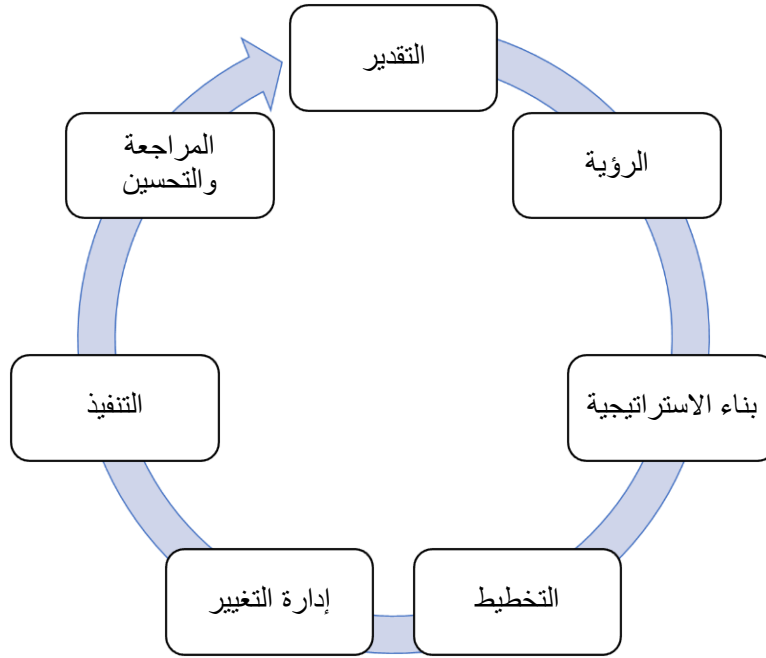 التقدير
الرؤية
بناء الاستراتيجية
التخطيط
إدارة التغيير
التنفيذ
المراجعة
والتحسين